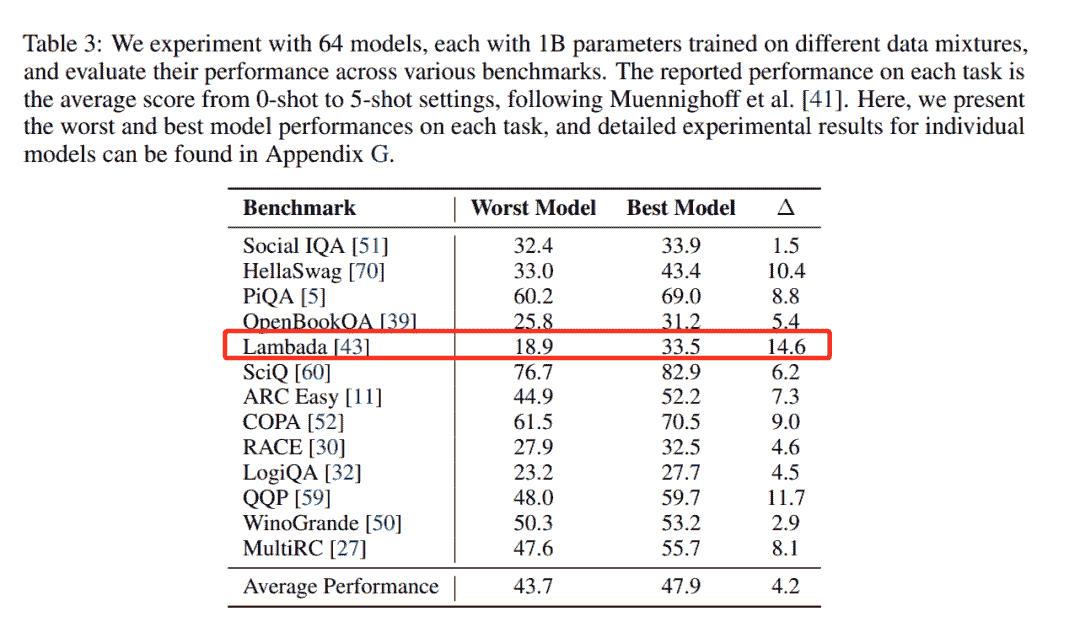 Table 3: We experiment with 64 models, each with 1B parameters trained on different data mixtures,
and evaluate their performance across various benchmarks. The reported performance on each task is
the average score from 0-shot to 5-shot settings, following Muennighoff et al. [41]. Here, we present
the worst and best model performances on each task, and detailed experimental results for individual
models can be found in Appendix G.
Benchmark Worst Model Best Model Δ
Social IQA [51] 32.4 33.9 1.5
HellaSwag [70] 33.0 43.4 10.4
PiQA [5] 60.2 69.0 8.8
OpenBookQA [39] 25.8 31.2 5.4
Lambada [43] 18.9 33.5 14.6
SciQ [60] 76.7 82.9 6.2
ARC Easy [11] 44.9 52.2 7.3
COPA [52] 61.5 70.5 9.0
RACE [30] 27.9 32.5 4.6
LogiQA [32] 23.2 27.7 4.5
QQP [59] 48.0 59.7 11.7
WinoGrande [50] 50.3 53.2 2.9
MultiRC [27] 47.6 55.7 8.1
Average Performance 43.7 47.9 4.2